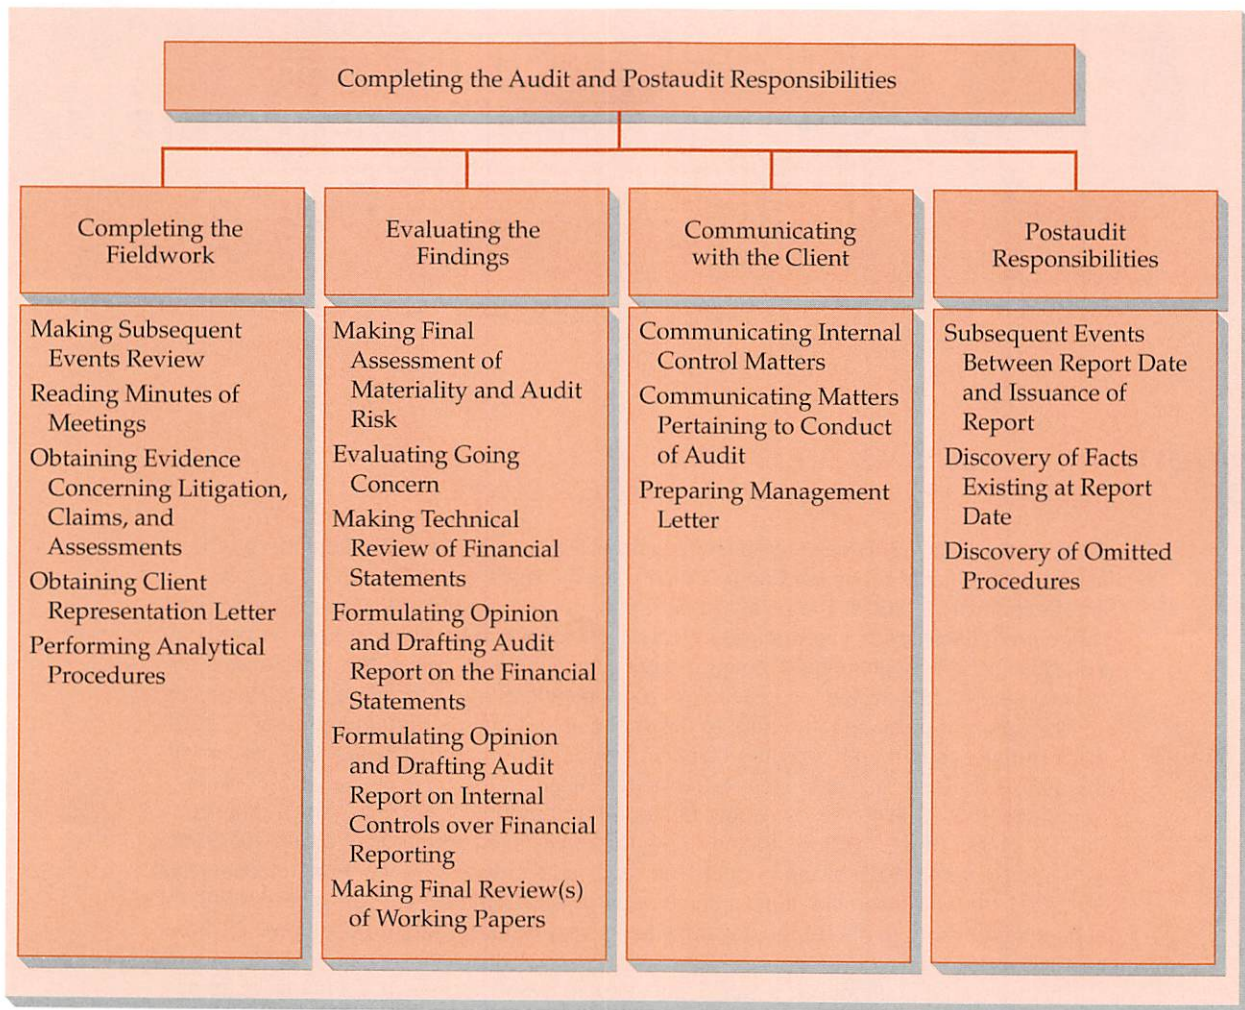 Completing the Audit and Postaudit Responsibilities
Completing the
Fieldwork
Making Subsequent
Events Review
Reading Minutes of
Meetings
Obtaining Evidence
Concerning Litigation,
Claims, and
Assessments
Obtaining Client
Representation Letter
Performing Analytical
Procedures
Evaluating the
Findings
Making Final
Assessment of
Materiality and Audit
Risk
Evaluating Going
Concern
Making Technical
Review of Financial
Statements
Formulating Opinion
and Drafting Audit
Report on the Financial
Statements
Formulating Opinion
and Drafting Audit
Report on Internal
Controls over Financial
Reporting
Making Final Review(s)
of Working Papers
Communicating
with the Client
Communicating Internal
Control Matters
Communicating Matters
Pertaining to Conduct
of Audit
Preparing Management
Letter
Postaudit
Responsibilities
Subsequent Events
Between Report Date
and Issuance of
Report
Discovery of Facts
Existing at Report
Date
Discovery of Omitted
Procedures